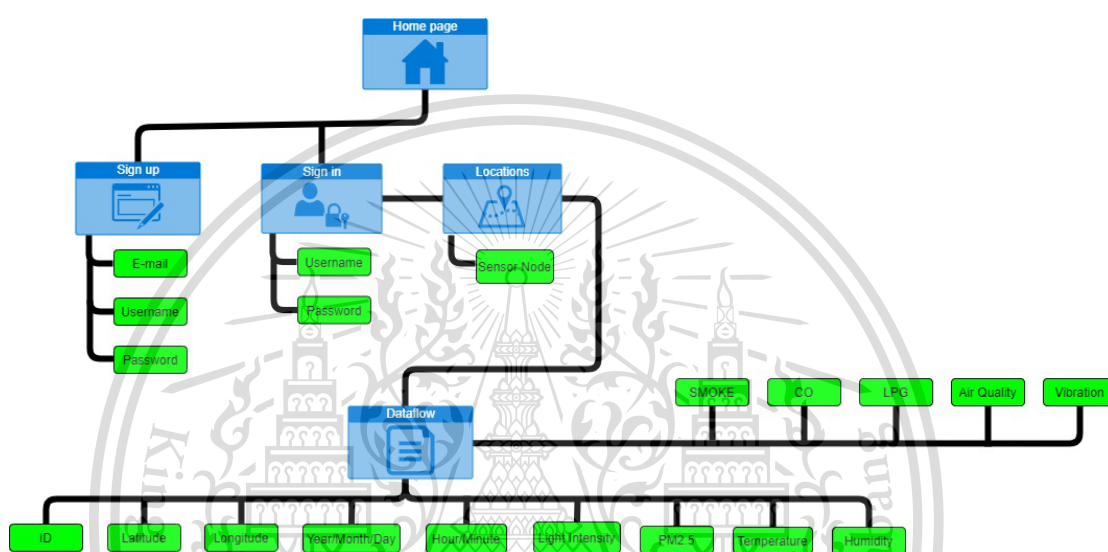 Home page
Sign up
Sign in
Locations
E-mail
Username
Password
Username
Password
Sensor Node
Dataflow
SMOKE
CO
LPG
Air Quality
Vibration
ID
Latitude
Longitude
Year/Month/Day
Hour/Minute
Light Intensity
PM2.5
Temperature
Humidity